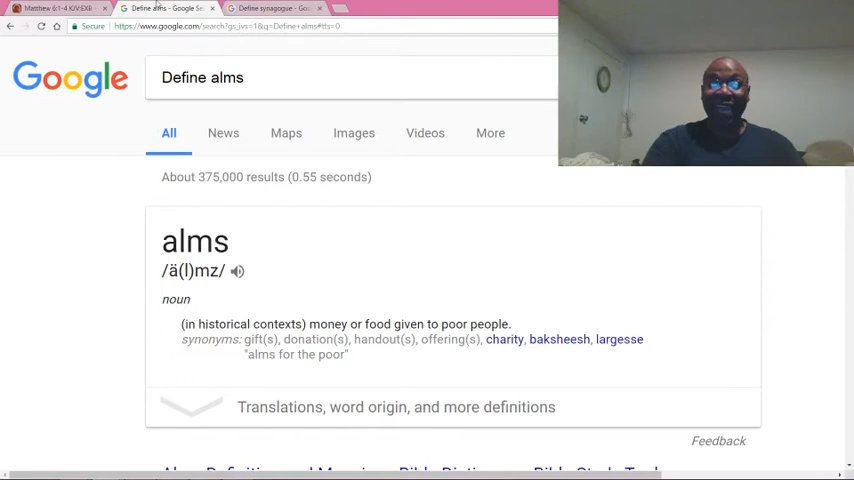 Matthew 6:1-4 KJV;
Define alms - Google Se
Define synagogue - Goo
Secure https://www.google.com/search?gs_ivs=1&q=Define+alms#tts=0
Google
Define alms
All News Maps Images Videos More
About 375,000 results (0.55 seconds)
alms
/ä(l)mz/
noun
(in historical contexts) money or food given to poor people.
synonyms: gift(s), donation(s), handout(s), offering(s), charity, baksheesh, largesse
"alms for the poor"
Translations, word origin, and more definitions
Feedback